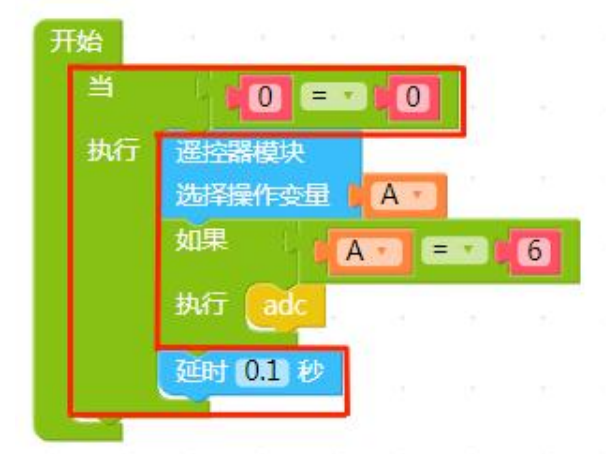 开始
当 0 = 0
执行 遥控器模块
选择操作变量 A
如果 A = 6
执行 adc
延时 0.1 秒